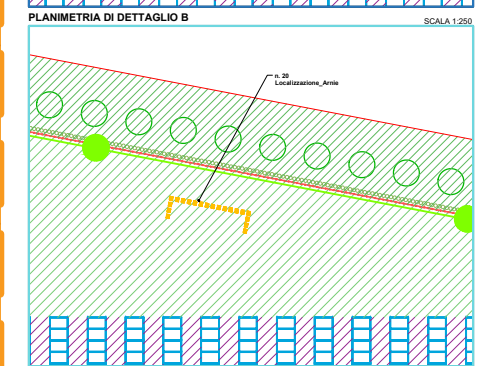 PLANIMETRIA DI DETTAGLIO B
SCALA 1:250
n. 20
Localizzazione_Arnie